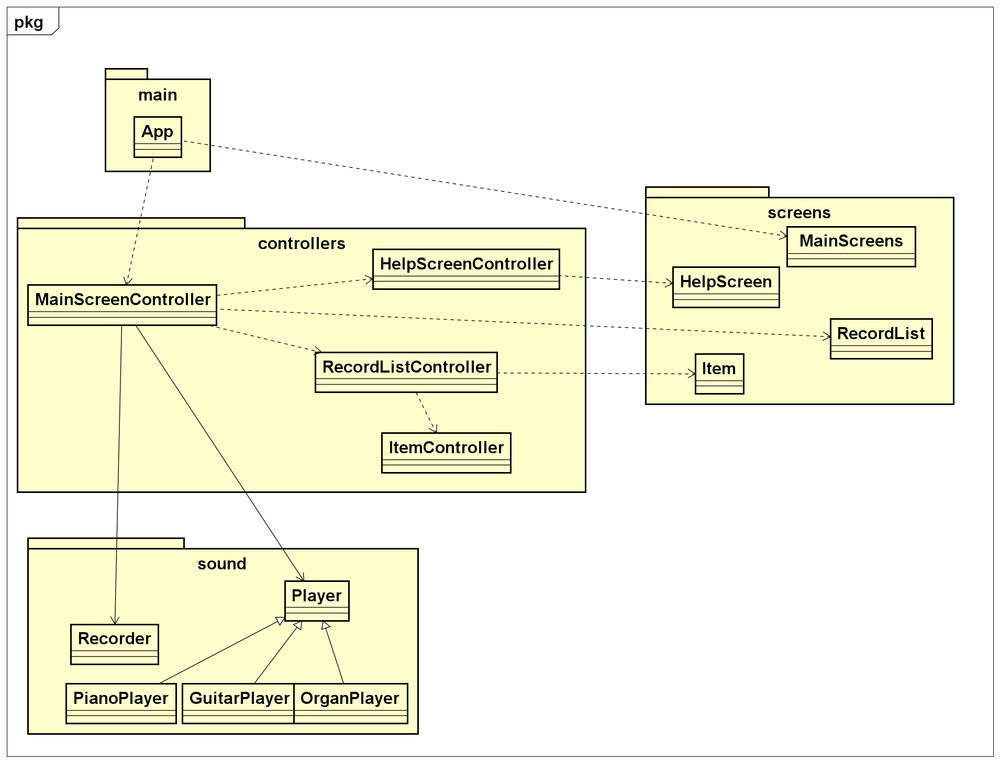 pkg
main
App
screens
MainScreens
controllers
HelpScreenController
HelpScreen
MainScreenController
RecordList
RecordListController
Item
ItemController
sound
Player
Recorder
PianoPlayer
GuitarPlayer
OrganPlayer